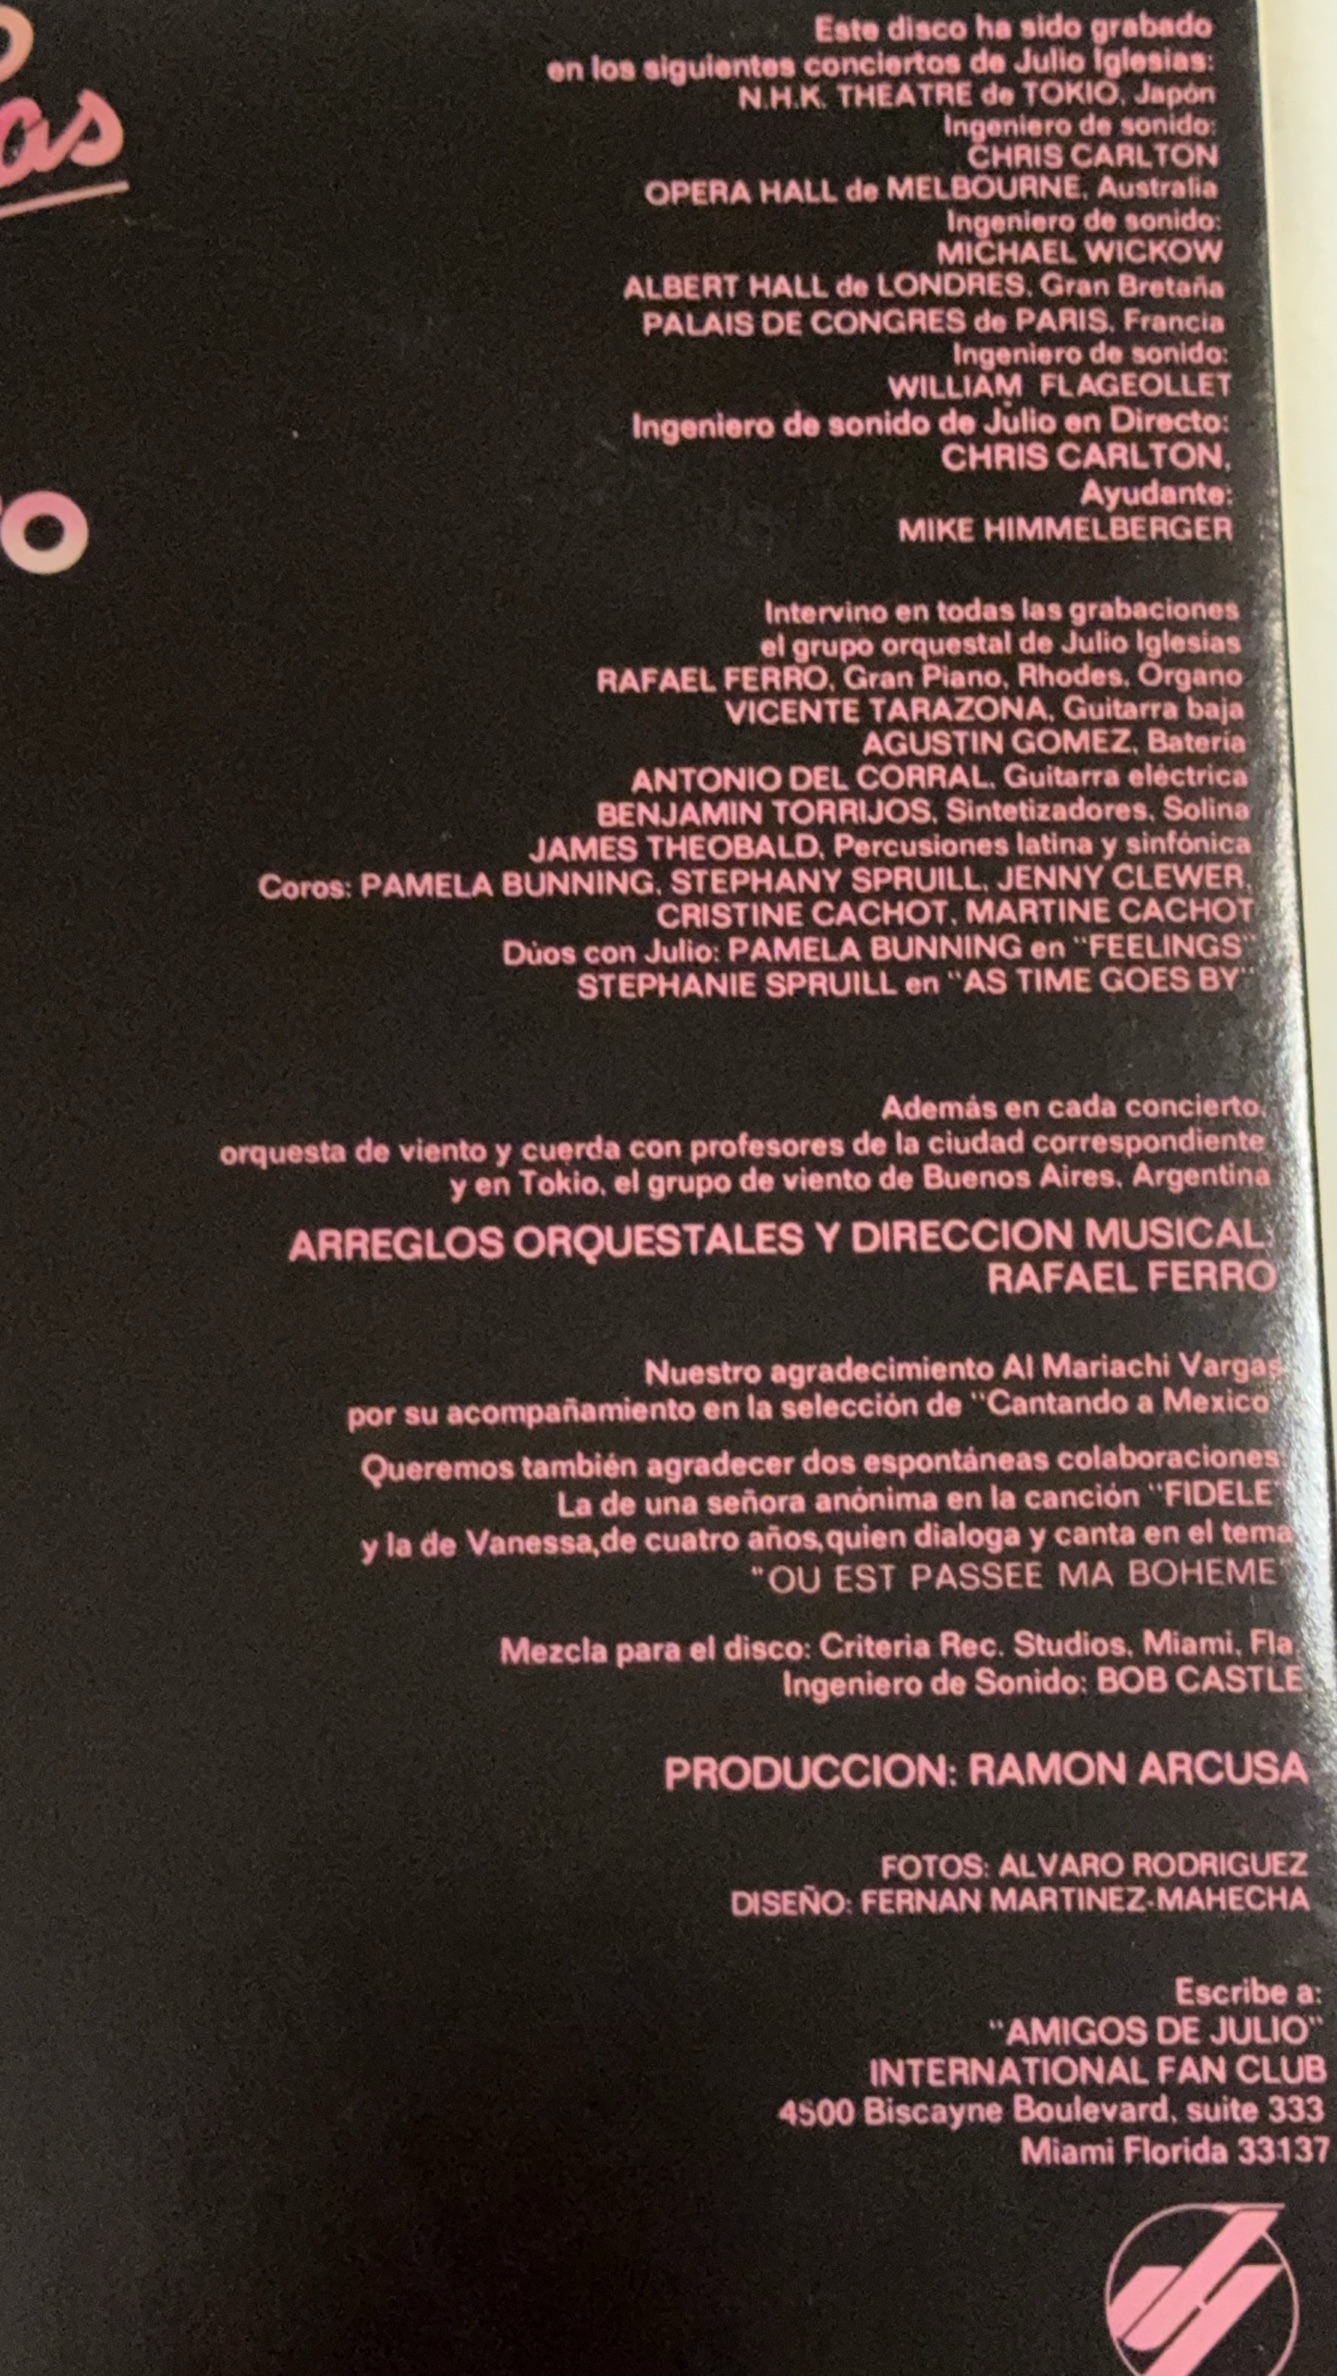 as
O
Este disco ha sido grabado
en los siguientes conciertos de Julio Iglesias:
N.H.K. THEATRE de TOKIO, Japón
Ingeniero de sonido:
CHRIS CARLTON
OPERA HALL de MELBOURNE, Australia
Ingeniero de sonido:
MICHAEL WICKOW
ALBERT HALL de LONDRES, Gran Bretaña
PALAIS DE CONGRES de PARIS, Francia
Ingeniero de sonido:
WILLIAM FLAGEOLLET
Ingeniero de sonido de Julio en Directo:
CHRIS CARLTON,
Ayudante:
MIKE HIMMELBERGER
Intervino en todas las grabaciones
el grupo orquestal de Julio Iglesias
RAFAEL FERRO, Gran Piano, Rhodes, Organo
VICENTE TARAZONA, Guitarra baja
AGUSTIN GOMEZ, Batería
ANTONIO DEL CORRAL, Guitarra eléctrica
BENJAMIN TORRIJOS, Sintetizadores, Solina
JAMES THEOBALD, Percusiones latina y sinfónica
Coros: PAMELA BUNNING, STEPHANY SPRUILL, JENNY CLEWER,
CRISTINE CACHOT, MARTINE CACHOT
Dúos con Julio: PAMELA BUNNING en "FEELINGS"
STEPHANIE SPRUILL en "AS TIME GOES BY"
Además en cada concierto,
orquesta de viento y cuerda con profesores de la ciudad correspondiente
y en Tokio, el grupo de viento de Buenos Aires, Argentina
ARREGLOS ORQUESTALES Y DIRECCION MUSICAL:
RAFAEL FERRO
Nuestro agradecimiento Al Mariachi Vargas
por su acompañamiento en la selección de "Cantando a Mexico"
Queremos también agradecer dos espontáneas colaboraciones
La de una señora anónima en la canción "FIDELE"
y la de Vanessa,de cuatro años,quien dialoga y canta en el tema
"OU EST PASSEE MA BOHEME"
Mezcla para el disco: Criteria Rec. Studios, Miami, Fla.
Ingeniero de Sonido: BOB CASTLE
PRODUCCION: RAMON ARCUSA
FOTOS: ALVARO RODRIGUEZ
DISEÑO: FERNAN MARTINEZ-MAHECHA
Escribe a:
"AMIGOS DE JULIO"
INTERNATIONAL FAN CLUB
4500 Biscayne Boulevard, suite 333
Miami Florida 33137